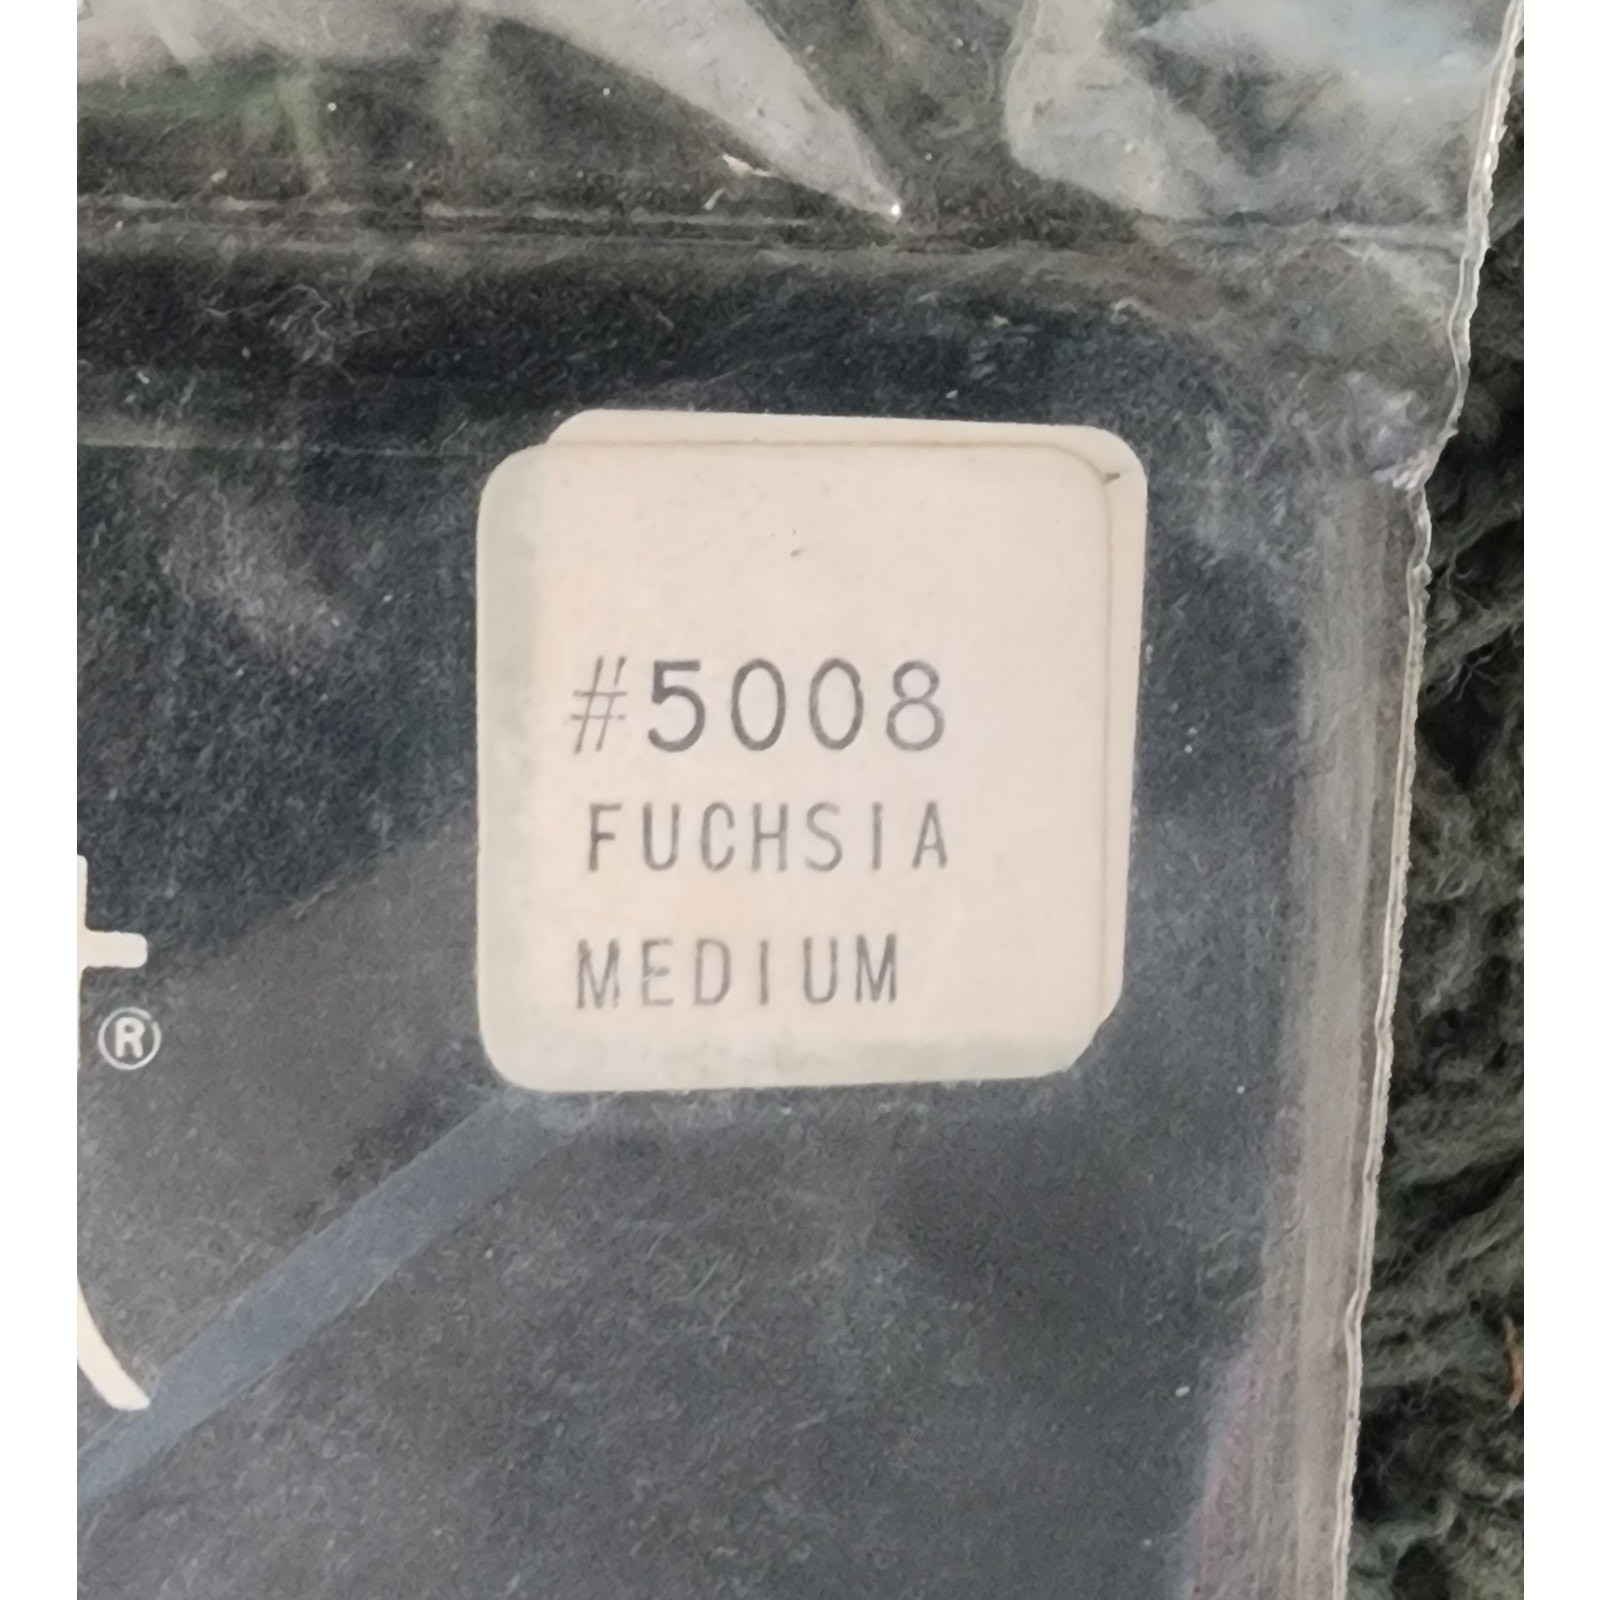 #5008
FUCHSIA
MEDIUM
t
®